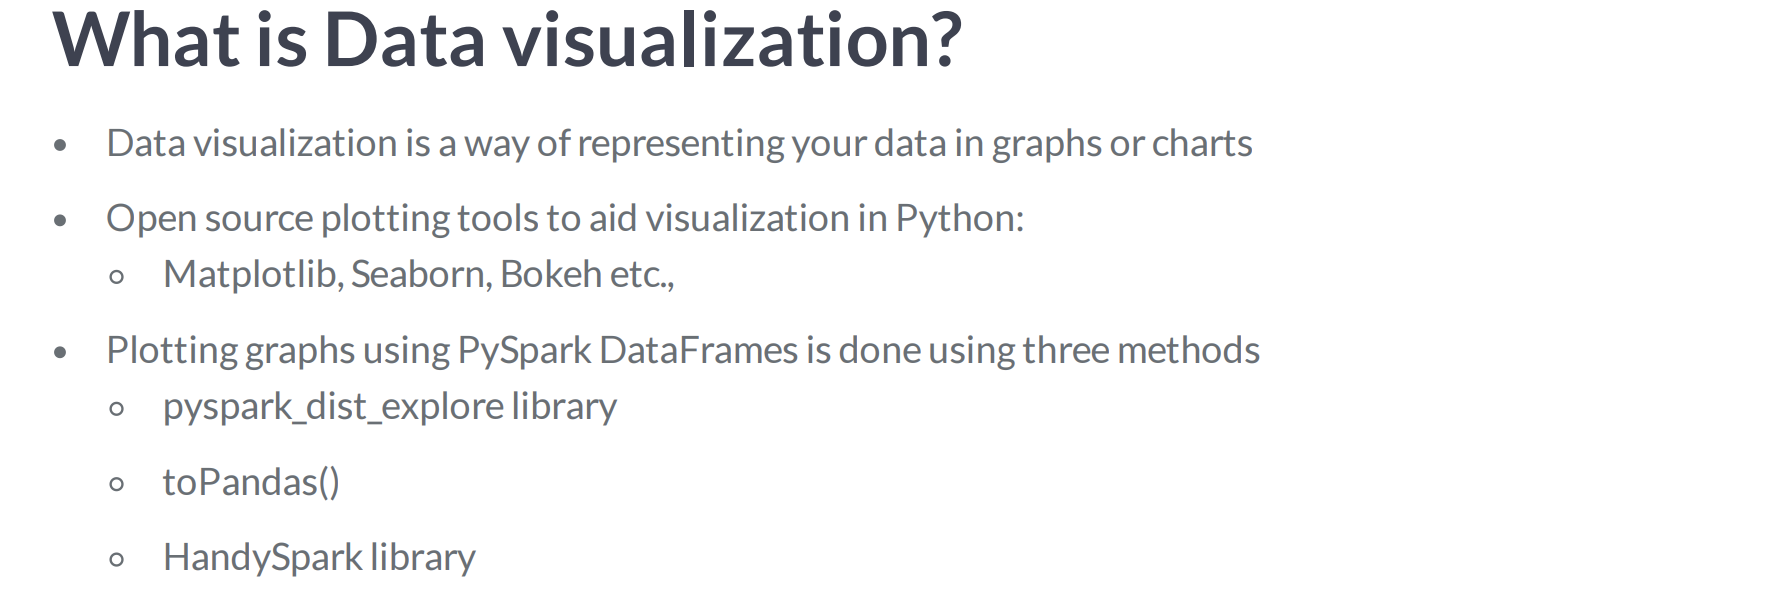 What is Data visualization?
• Data visualization is a way of representing your data in graphs or charts
• Open source plotting tools to aid visualization in Python:
○ Matplotlib, Seaborn, Bokeh etc.,
• Plotting graphs using PySpark DataFrames is done using three methods
○ pyspark_dist_explore library
○ toPandas()
○ HandySpark library